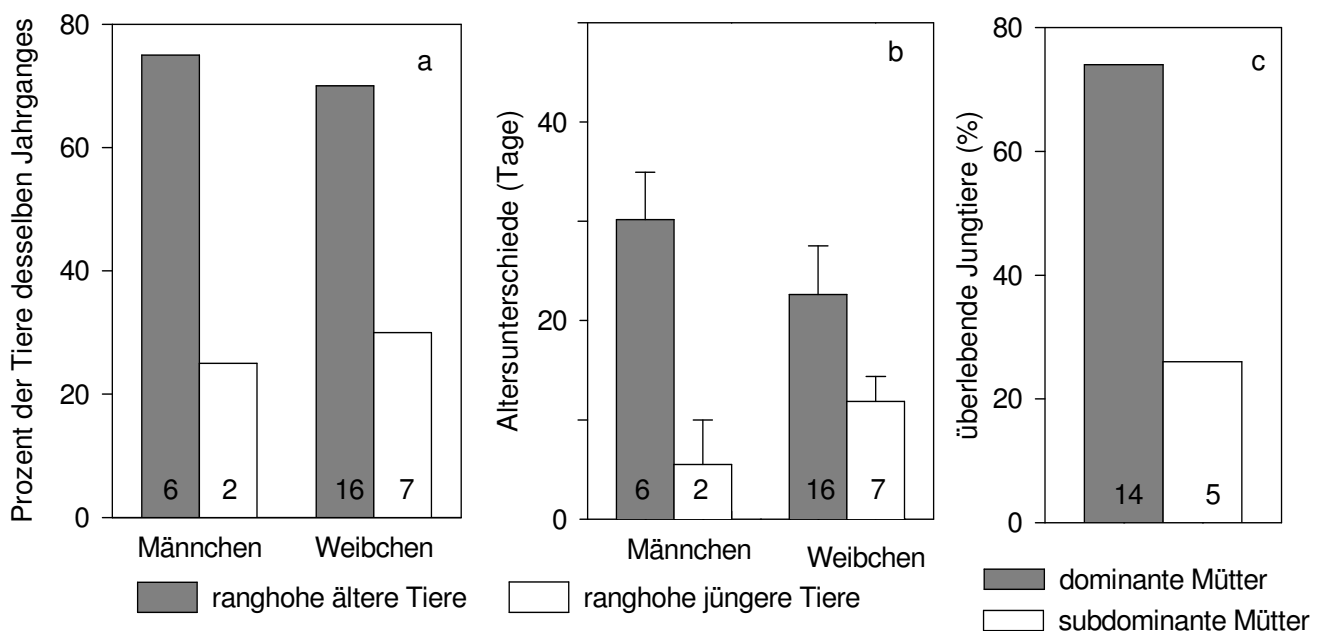 Prozent der Tiere desselben Jahrganges
80
60
40
20
0
a
6
2
16
7
Männchen
Weibchen
Altersunterschiede (Tage)
40
20
0
b
6
2
16
7
Männchen
Weibchen
ranghohe ältere Tiere
ranghohe jüngere Tiere
überlebende Jungtiere (%)
80
60
40
20
0
c
14
5
dominante Mütter
subdominante Mütter